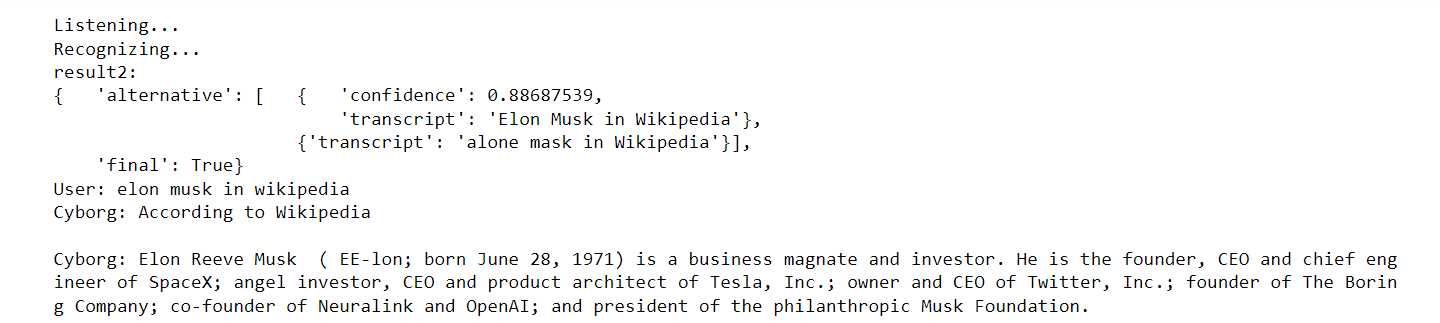 Listening...
Recognizing...
result2:
{   'alternative': [   {   'confidence': 0.88687539,
                           'transcript': 'Elon Musk in Wikipedia'},
                       {'transcript': 'alone mask in Wikipedia'}],
    'final': True}
User: elon musk in wikipedia
Cyborg: According to Wikipedia

Cyborg: Elon Reeve Musk  ( EE-lon; born June 28, 1971) is a business magnate and investor. He is the founder, CEO and chief eng
ineer of SpaceX; angel investor, CEO and product architect of Tesla, Inc.; owner and CEO of Twitter, Inc.; founder of The Borin
g Company; co-founder of Neuralink and OpenAI; and president of the philanthropic Musk Foundation.